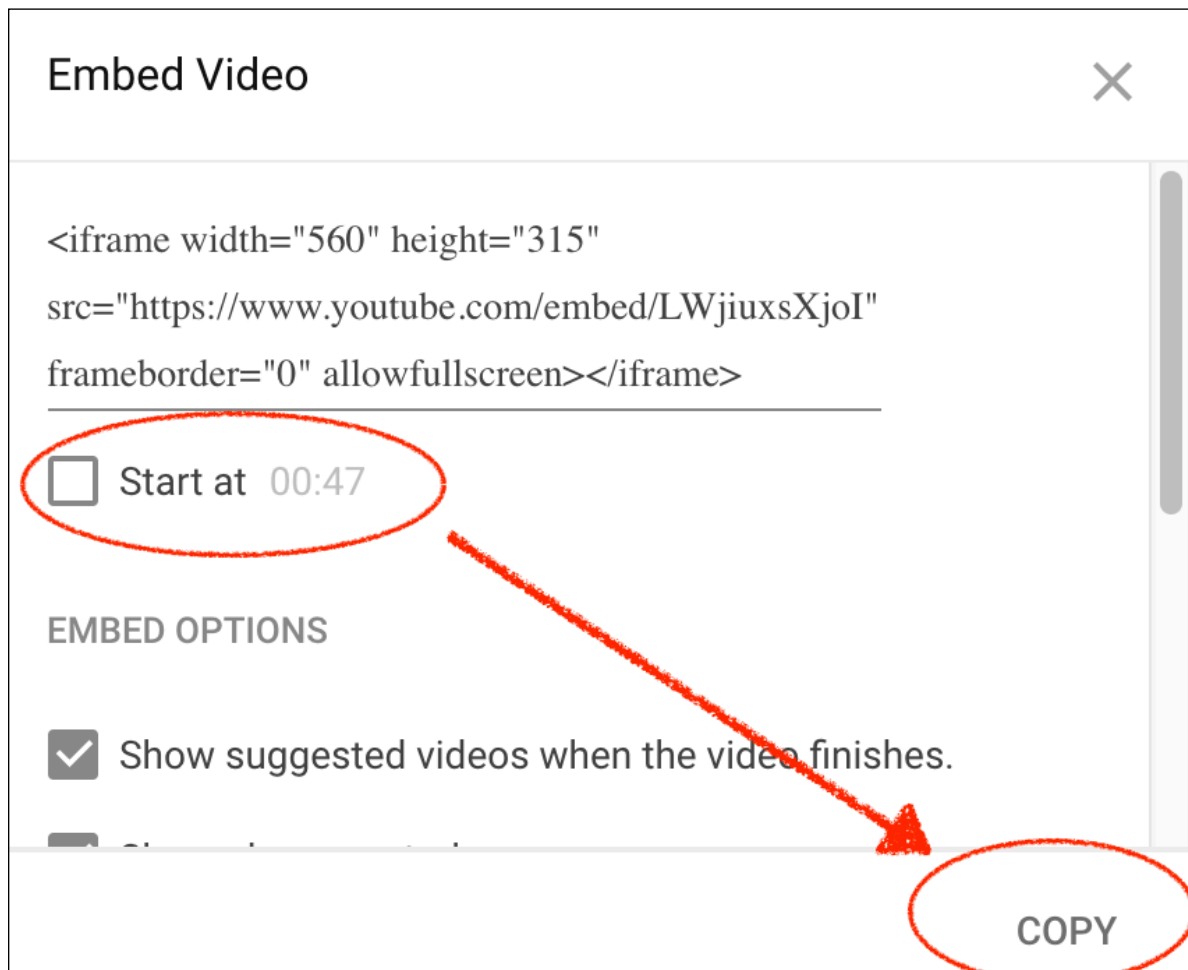 Embed Video
<iframe width="560" height="315"
src="https://www.youtube.com/embed/LWjiuxsXjoI"
frameborder="0" allowfullscreen></iframe>
Start at 00:47
EMBED OPTIONS
Show suggested videos when the video finishes.
COPY